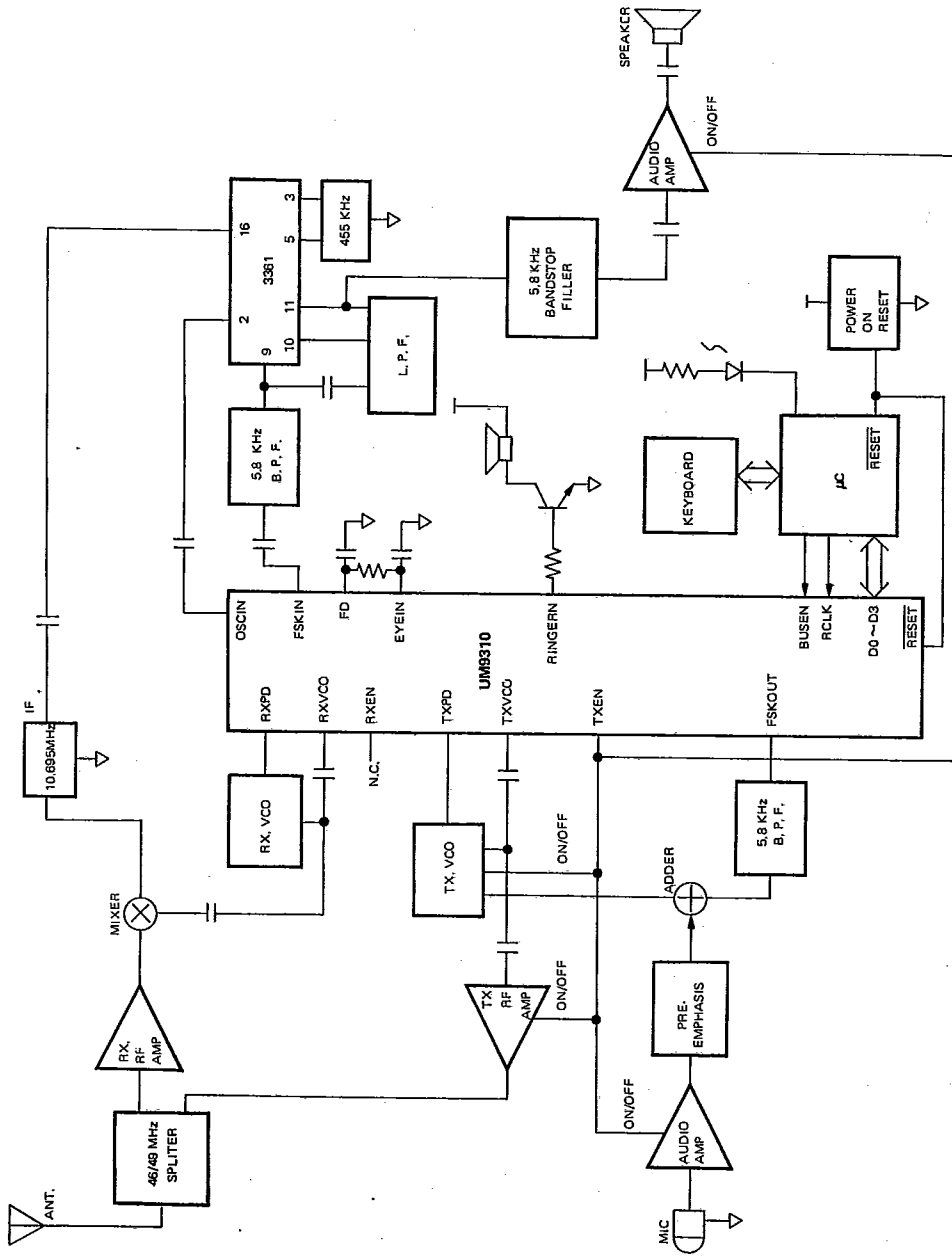 ANT.
46/49 MHz
SPLITER
RX,
RF
AMP
MIXER
IF
10.695MHz
RX, VCO
RXPD
RXVCO
RXEN
N.C.
TX, VCO
TXPD
TXVCO
TXEN
ON/OFF
TX
RF
AMP
ON/OFF
ON/OFF
MIC
AUDIO
AMP
PRE-
EMPHASIS
ADDER
5.8 KHz
B, P, F,
FSKOUT
UM9310
OSCIN
FSKIN
FD
EYEIN
RINGERN
BUSEN
RCLK
D0~D3
RESET
5.8 KHz
B.P.F.
2
16
3361
9
10
11
5
3
455 KHz
L. P. F.
5.8 KHz
BANDSTOP
FILLER
AUDIO
AMP
ON/OFF
SPEAKER
KEYBOARD
μC
RESET
POWER
ON
RESET